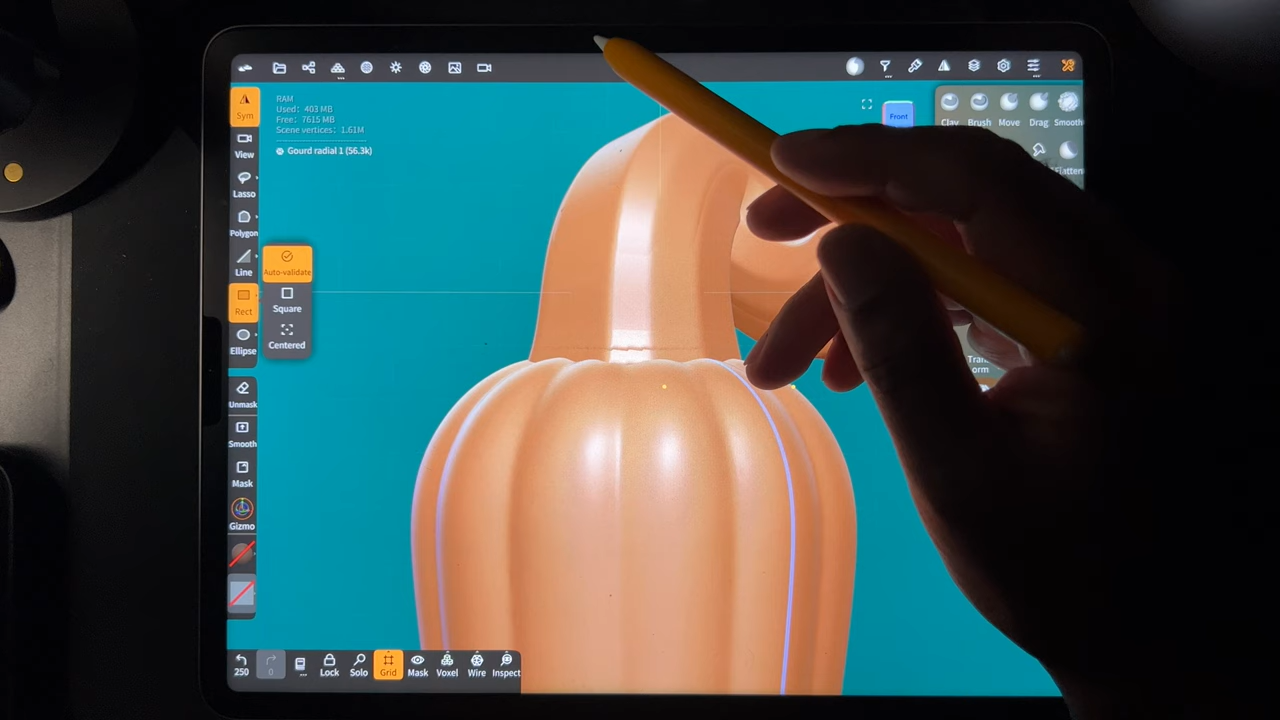 RAM
Used: 403 MB
Free: 7615 MB
Scene vertices: 1.61M
Gourd radial 1 (56.3k)
Front
Clay Brush Move Drag Smooth
Flatten
Sym
View
Lasso
Polygon
Line
Rect
Ellipse
Auto-validate
Square
Centered
Unmask
Smooth
Mask
Gizmo
250 0 Lock Solo Grid Mask Voxel Wire Inspect